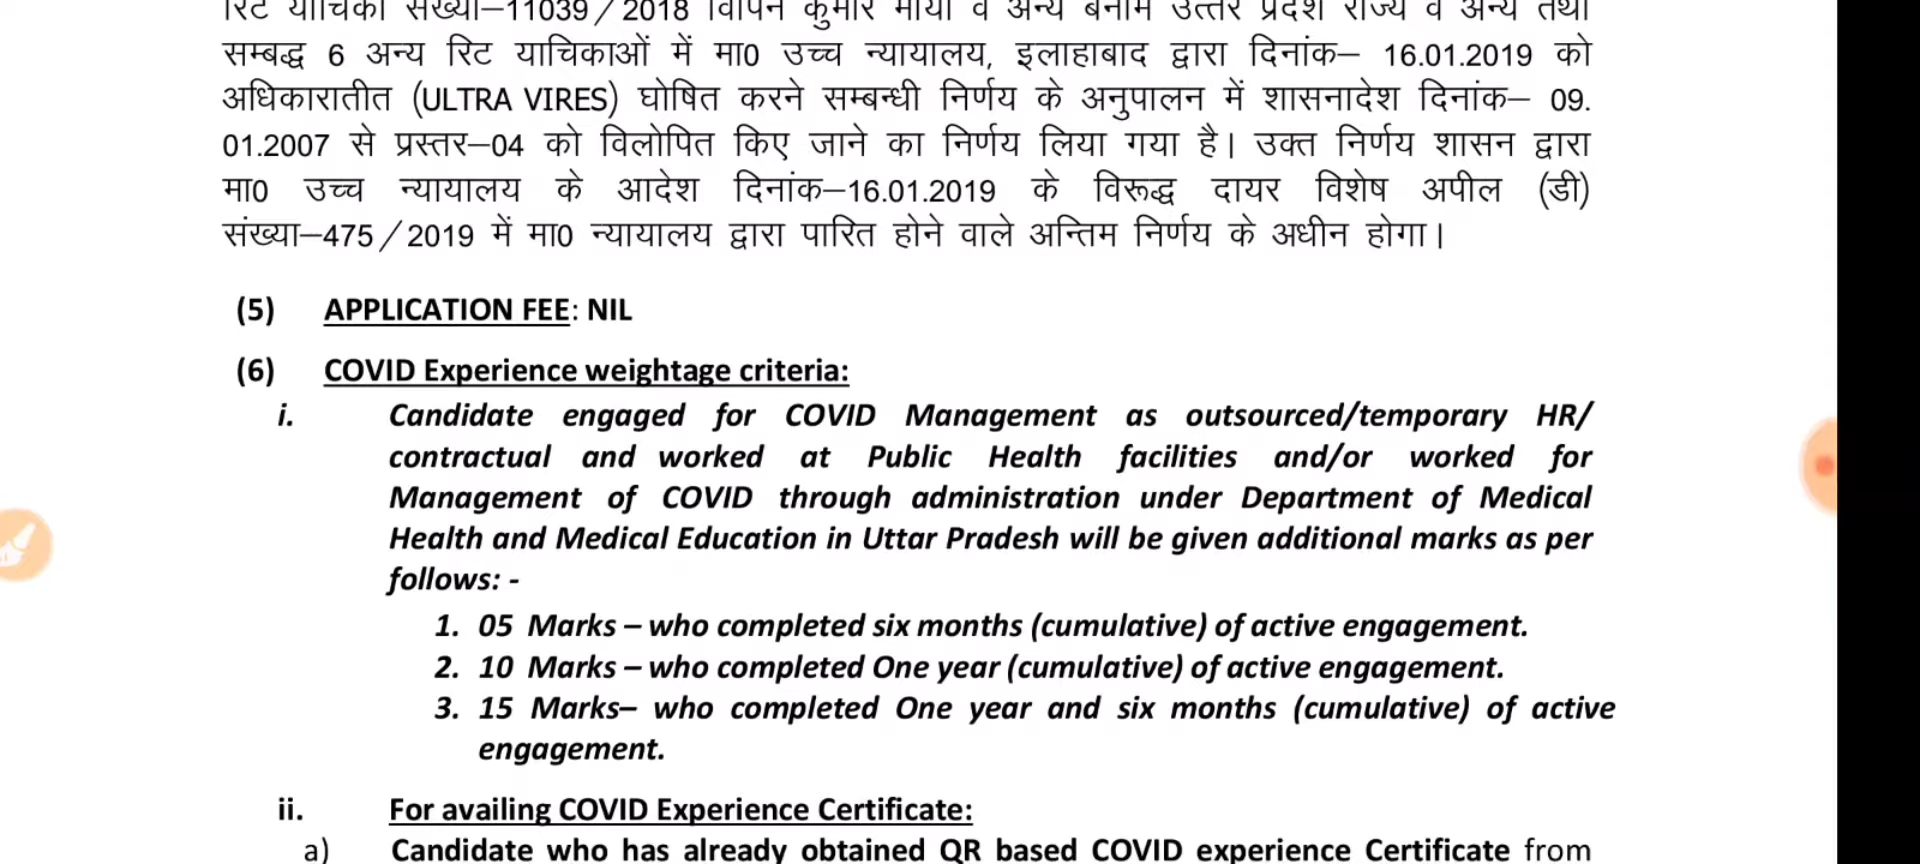 रिट याचिका संख्या–11039/2018 विपिन कुमार मौर्या व अन्य बनाम उत्तर प्रदेश राज्य व अन्य तथा
सम्बद्ध 6 अन्य रिट याचिकाओं में मा0 उच्च न्यायालय, इलाहाबाद द्वारा दिनांक– 16.01.2019 को
अधिकारातीत (ULTRA VIRES) घोषित करने सम्बन्धी निर्णय के अनुपालन में शासनादेश दिनांक– 09.
01.2007 से प्रस्तर–04 को विलोपित किए जाने का निर्णय लिया गया है। उक्त निर्णय शासन द्वारा
मा0 उच्च न्यायालय के आदेश दिनांक–16.01.2019 के विरूद्ध दायर विशेष अपील (डी)
संख्या–475/2019 में मा0 न्यायालय द्वारा पारित होने वाले अन्तिम निर्णय के अधीन होगा।
(5) APPLICATION FEE: NIL
(6) COVID Experience weightage criteria:
i. Candidate engaged for COVID Management as outsourced/temporary HR/
contractual and worked at Public Health facilities and/or worked for
Management of COVID through administration under Department of Medical
Health and Medical Education in Uttar Pradesh will be given additional marks as per
follows: -
1. 05 Marks – who completed six months (cumulative) of active engagement.
2. 10 Marks – who completed One year (cumulative) of active engagement.
3. 15 Marks– who completed One year and six months (cumulative) of active
engagement.
ii. For availing COVID Experience Certificate:
a) Candidate who has already obtained QR based COVID experience Certificate from